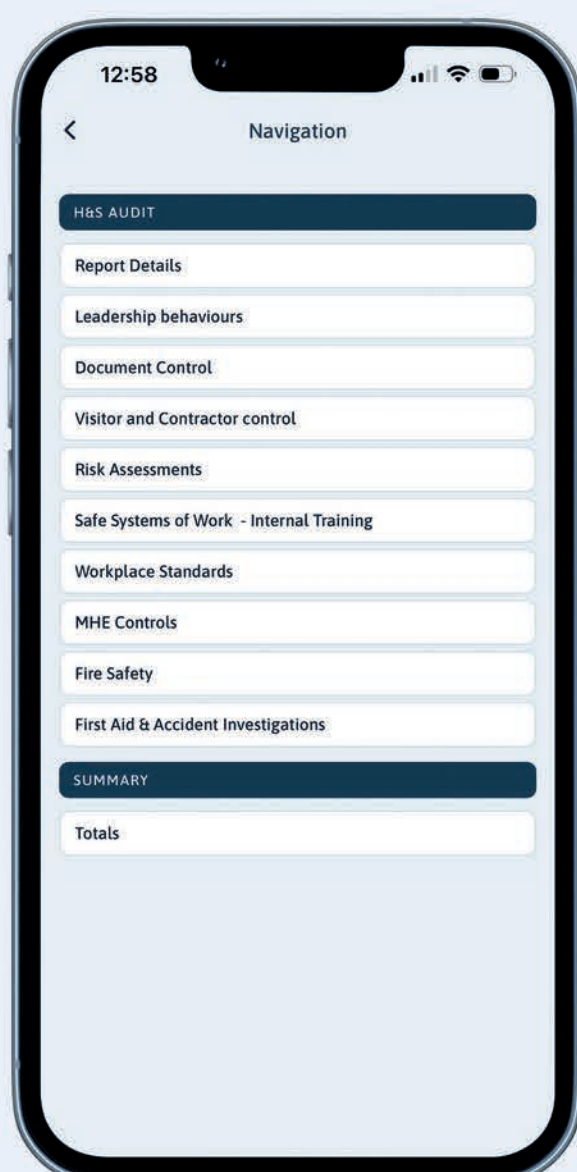 12:58
Navigation
H&S AUDIT
Report Details
Leadership behaviours
Document Control
Visitor and Contractor control
Risk Assessments
Safe Systems of Work - Internal Training
Workplace Standards
MHE Controls
Fire Safety
First Aid & Accident Investigations
SUMMARY
Totals